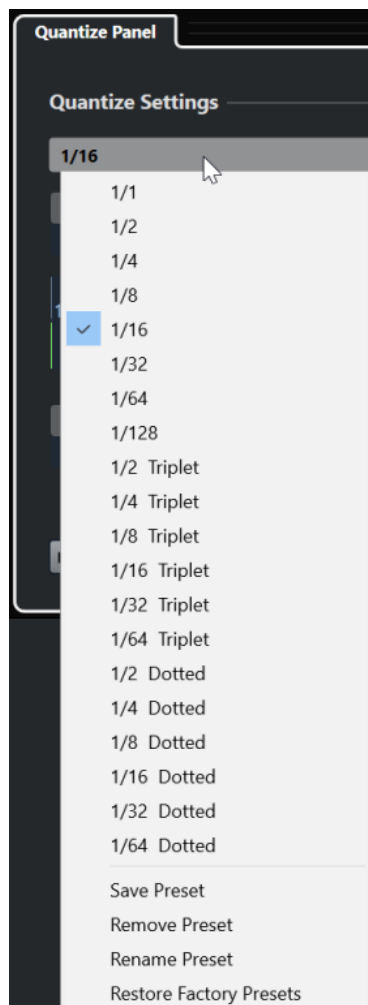 Quantize Panel
Quantize Settings
1/16
1/1
1/2
1/4
1/8
1/16
1/32
1/64
1/128
1/2 Triplet
1/4 Triplet
1/8 Triplet
1/16 Triplet
1/32 Triplet
1/64 Triplet
1/2 Dotted
1/4 Dotted
1/8 Dotted
1/16 Dotted
1/32 Dotted
1/64 Dotted
Save Preset
Remove Preset
Rename Preset
Restore Factory Presets